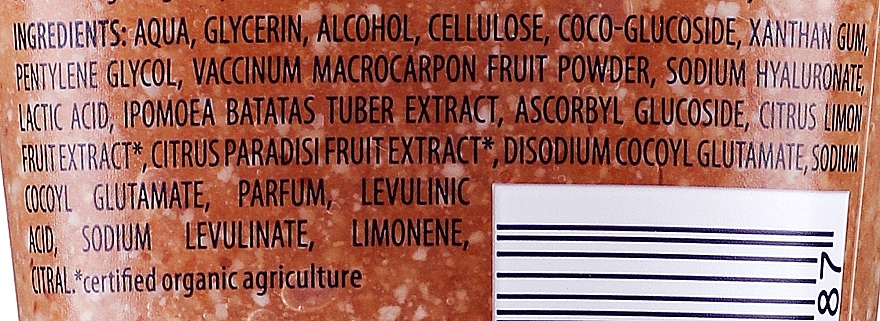 INGREDIENTS: AQUA, GLYCERIN, ALCOHOL, CELLULOSE, COCO-GLUCOSIDE, XANTHAN GUM,
PENTYLENE GLYCOL, VACCINUM MACROCARPON FRUIT POWDER, SODIUM HYALURONATE,
LACTIC ACID, IPOMOEA BATATAS TUBER EXTRACT, ASCORBYL GLUCOSIDE, CITRUS LIMON
FRUIT EXTRACT*, CITRUS PARADISI FRUIT EXTRACT*, DISODIUM COCOYL GLUTAMATE, SODIUM
COCOYL GLUTAMATE, PARFUM, LEVULINIC
ACID, SODIUM LEVULINATE, LIMONENE,
CITRAL.*certified organic agriculture
87